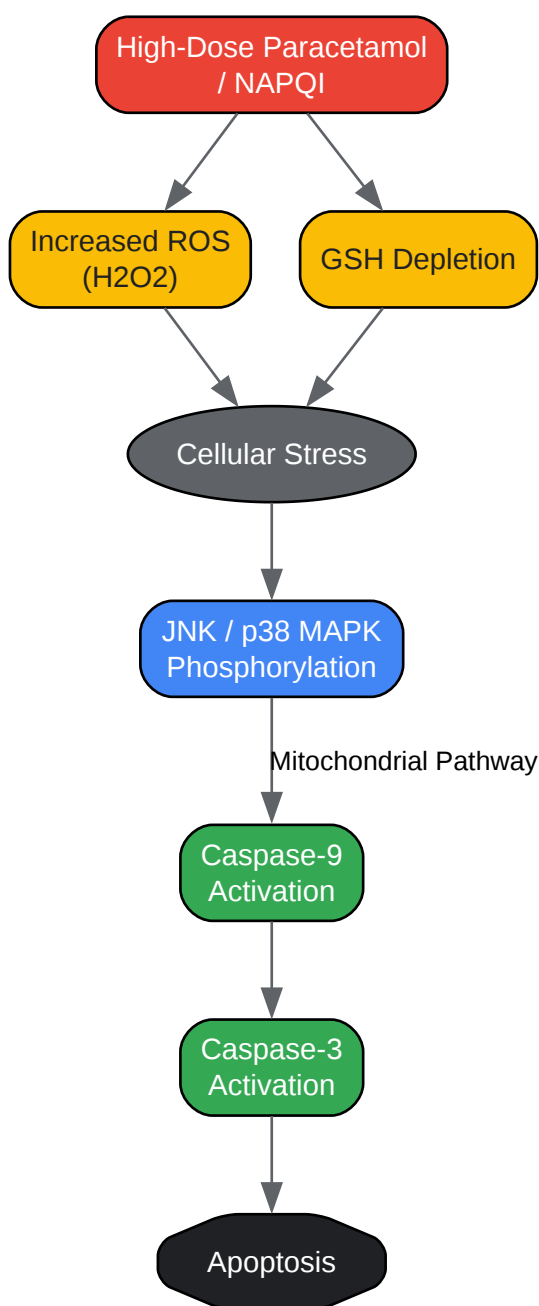 High-Dose Paracetamol
/ NAPQI
Increased ROS
(H2O2)
GSH Depletion
Cellular Stress
JNK / p38 MAPK
Phosphorylation
Mitochondrial Pathway
Caspase-9
Activation
Caspase-3
Activation
Apoptosis